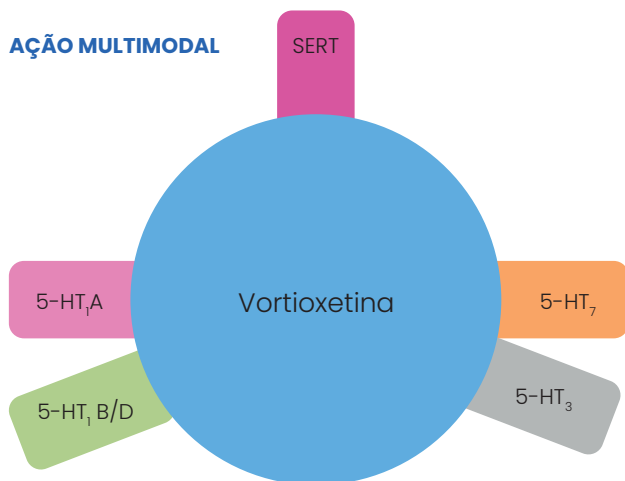 AÇÃO MULTIMODAL
SERT
5-HT₁A
Vortioxetina
5-HT₇
5-HT₁ B/D
5-HT₃